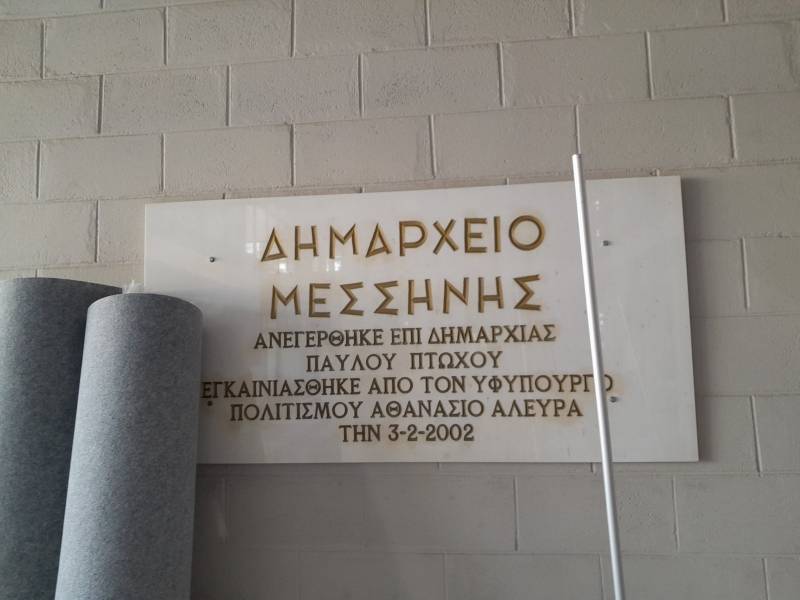 ΔΗΜΑΡΧΕΙΟ
ΜΕΣΣΗΝΗΣ
ΑΝΕΓΕΡΘΗΚΕ ΕΠΙ ΔΗΜΑΡΧΙΑΣ
ΠΑΥΛΟΥ ΠΤΩΧΟΥ
ΕΓΚΑΙΝΙΑΣΘΗΚΕ ΑΠΟ ΤΟΝ ΥΦΥΠΟΥΡΓΟ
ΠΟΛΙΤΙΣΜΟΥ ΑΘΑΝΑΣΙΟ ΑΛΕΥΡΑ
ΤΗΝ 3-2-2002